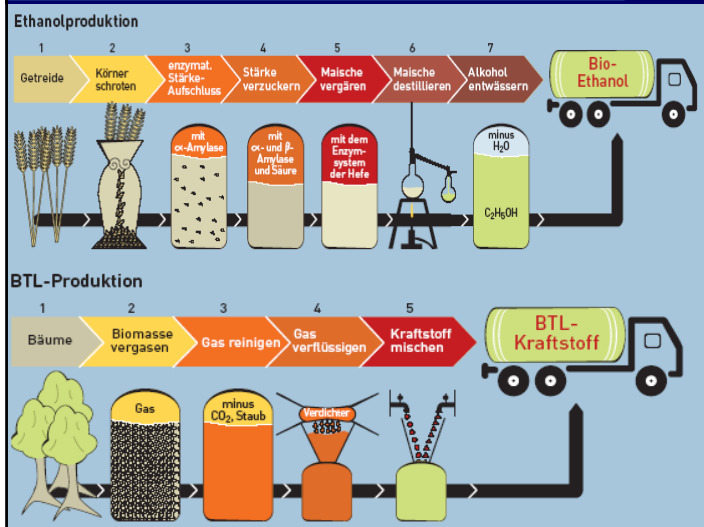 Ethanolproduktion
1 2 3 4 5 6 7
Getreide
Körner
schroten
enzymat.
Stärke-
Aufschluss
Stärke
verzuckern
Maische
vergären
Maische
destillieren
Alkohol
entwässern
Bio-
Ethanol
mit
α-Amylase
mit
α- und β-
Amylase
und Säure
mit dem
Enzym-
system
der Hefe
minus
H₂O
C₂H₅OH
BTL-Produktion
1 2 3 4 5
Bäume
Biomasse
vergasen
Gas reinigen
Gas
verflüssigen
Kraftstoff
mischen
BTL-
Kraftstoff
Gas
minus
CO₂, Staub
Verdichter